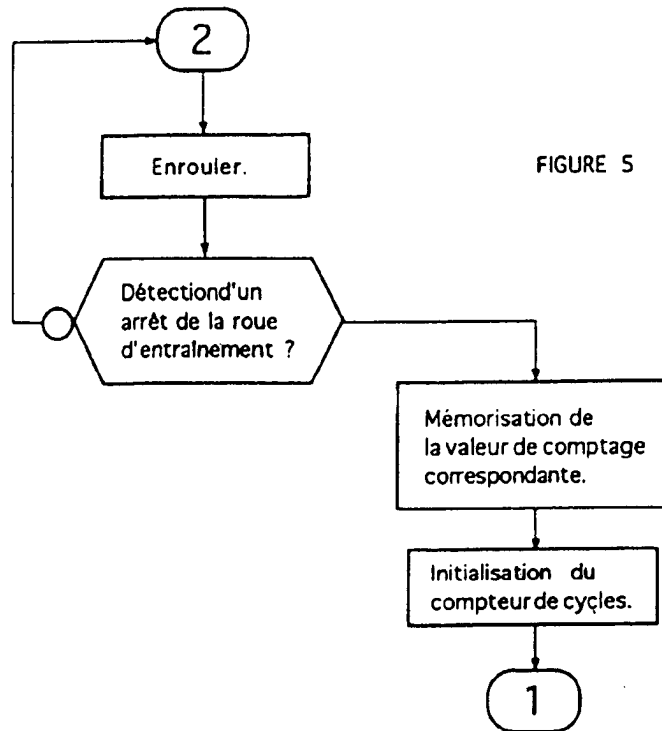 2
Enrouler.
FIGURE 5
Détectiond'un
arrêt de la roue
d'entraînement ?
Mémorisation de
la valeur de comptage
correspondante.
Initialisation du
compteur de cycles.
1